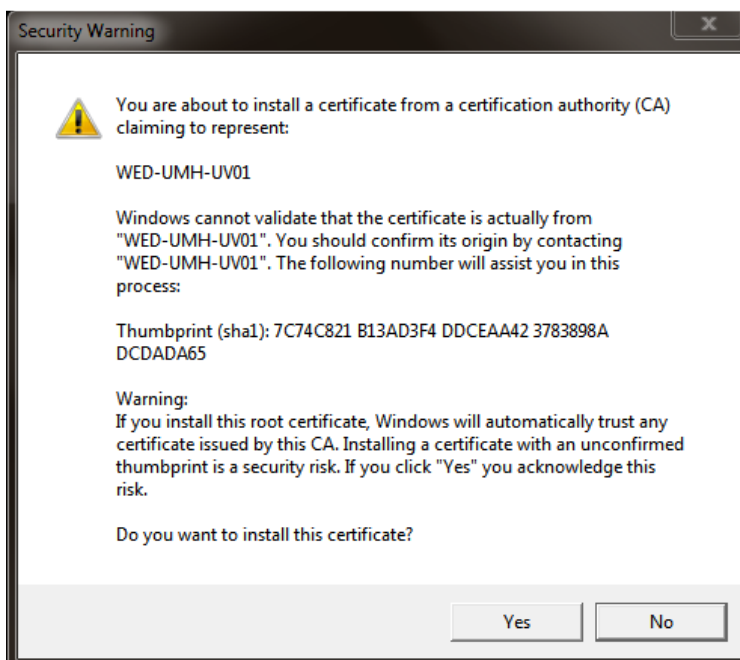 Security Warning
You are about to install a certificate from a certification authority (CA)
claiming to represent:
WED-UMH-UV01
Windows cannot validate that the certificate is actually from
"WED-UMH-UV01". You should confirm its origin by contacting
"WED-UMH-UV01". The following number will assist you in this
process:
Thumbprint (sha1): 7C74C821 B13AD3F4 DDCEAA42 3783898A
DCDADA65
Warning:
If you install this root certificate, Windows will automatically trust any
certificate issued by this CA. Installing a certificate with an unconfirmed
thumbprint is a security risk. If you click "Yes" you acknowledge this
risk.
Do you want to install this certificate?
Yes No